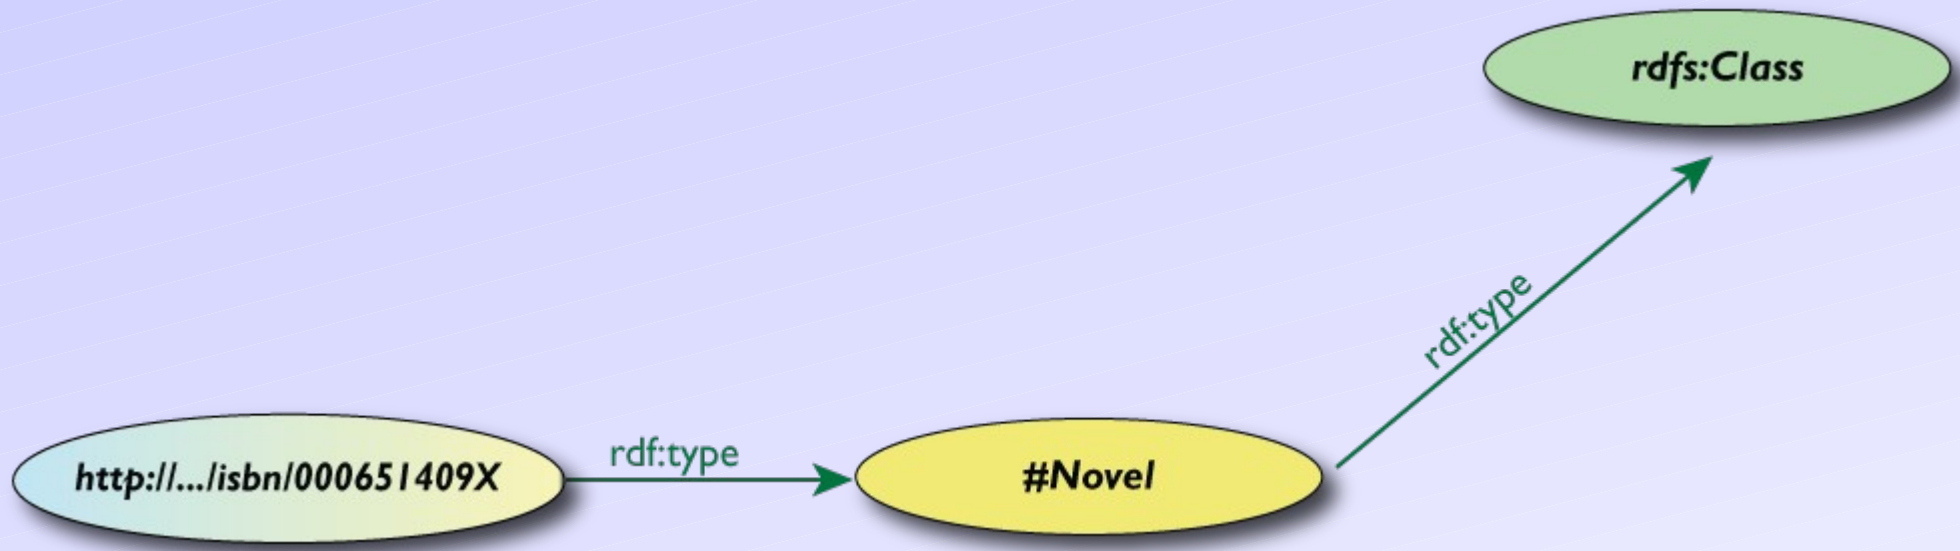 rdfs:Class
rdf:type
http://.../isbn/000651409X
rdf:type
#Novel